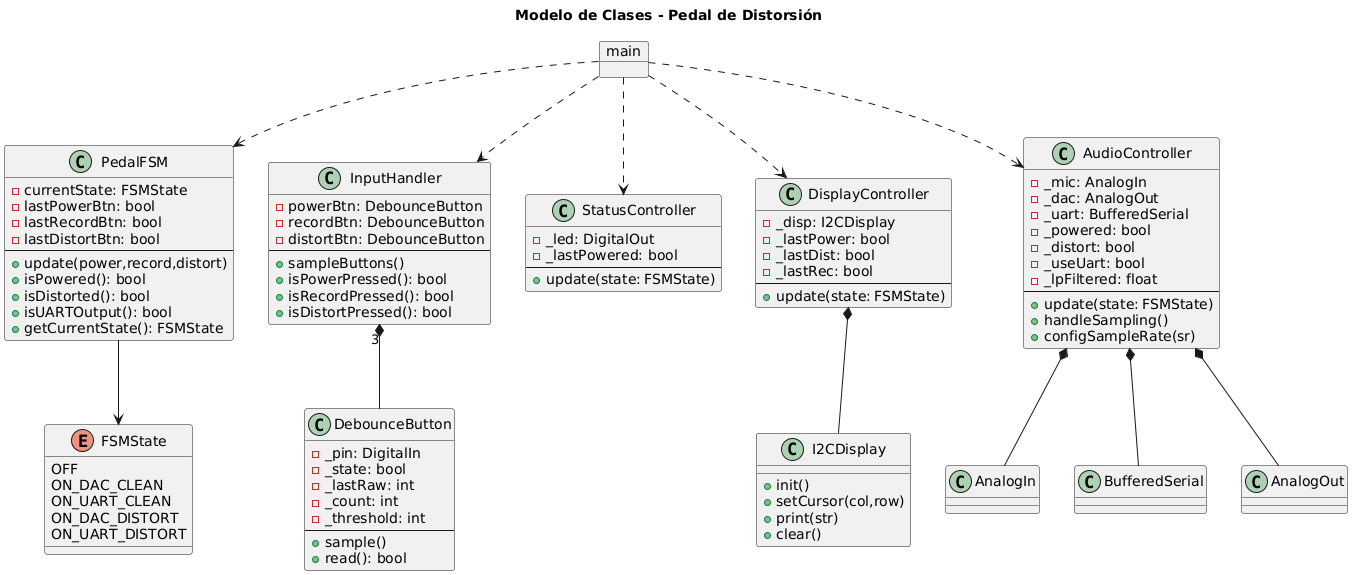 Modelo de Clases - Pedal de Distorsión
main
C PedalFSM
currentState: FSMState
lastPowerBtn: bool
lastRecordBtn: bool
lastDistortBtn: bool
update(power,record,distort)
isPowered(): bool
isDistorted(): bool
isUARTOutput(): bool
getCurrentState(): FSMState
C InputHandler
powerBtn: DebounceButton
recordBtn: DebounceButton
distortBtn: DebounceButton
sampleButtons()
isPowerPressed(): bool
isRecordPressed(): bool
isDistortPressed(): bool
3
C StatusController
_led: DigitalOut
_lastPowered: bool
update(state: FSMState)
C DisplayController
_disp: I2CDisplay
_lastPower: bool
_lastDist: bool
_lastRec: bool
update(state: FSMState)
C AudioController
_mic: AnalogIn
_dac: AnalogOut
_uart: BufferedSerial
_powered: bool
_distort: bool
_useUart: bool
_lpFiltered: float
update(state: FSMState)
handleSampling()
configSampleRate(sr)
E FSMState
OFF
ON_DAC_CLEAN
ON_UART_CLEAN
ON_DAC_DISTORT
ON_UART_DISTORT
C DebounceButton
_pin: DigitalIn
_state: bool
_lastRaw: int
_count: int
_threshold: int
sample()
read(): bool
C I2CDisplay
init()
setCursor(col,row)
print(str)
clear()
C AnalogIn
C BufferedSerial
C AnalogOut